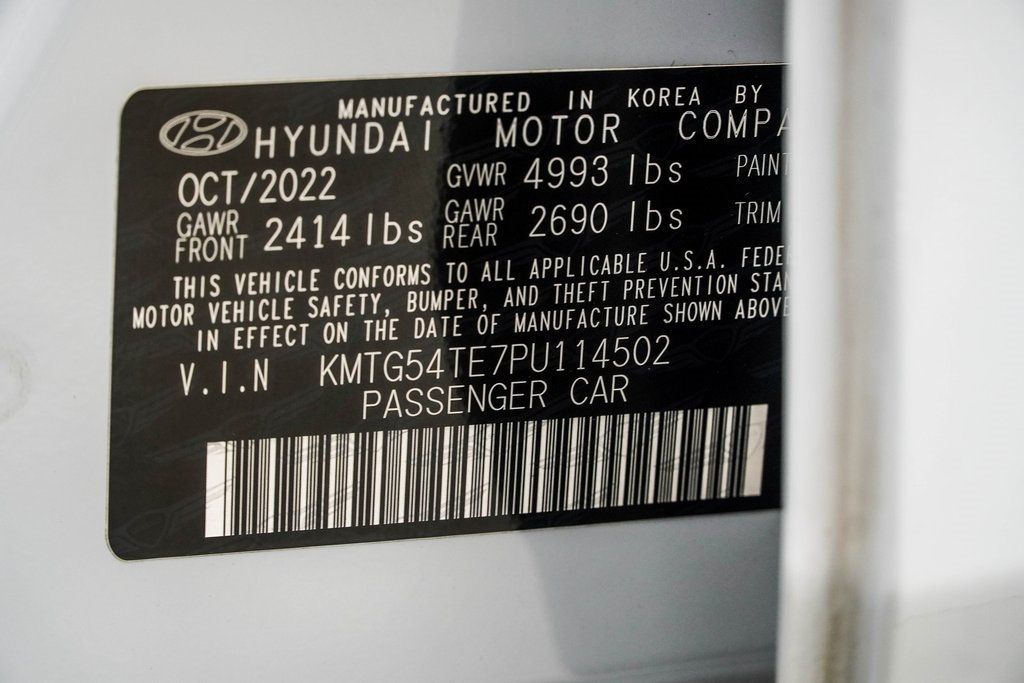 MANUFACTURED IN KOREA BY
HYUNDAI MOTOR COMPA
OCT/2022 GVWR 4993 lbs PAINT
GAWR FRONT 2414 lbs GAWR REAR 2690 lbs TRIM
THIS VEHICLE CONFORMS TO ALL APPLICABLE U.S.A. FEDE
MOTOR VEHICLE SAFETY, BUMPER, AND THEFT PREVENTION STAN
IN EFFECT ON THE DATE OF MANUFACTURE SHOWN ABOVE
V.I.N KMTG54TE7PU114502
PASSENGER CAR